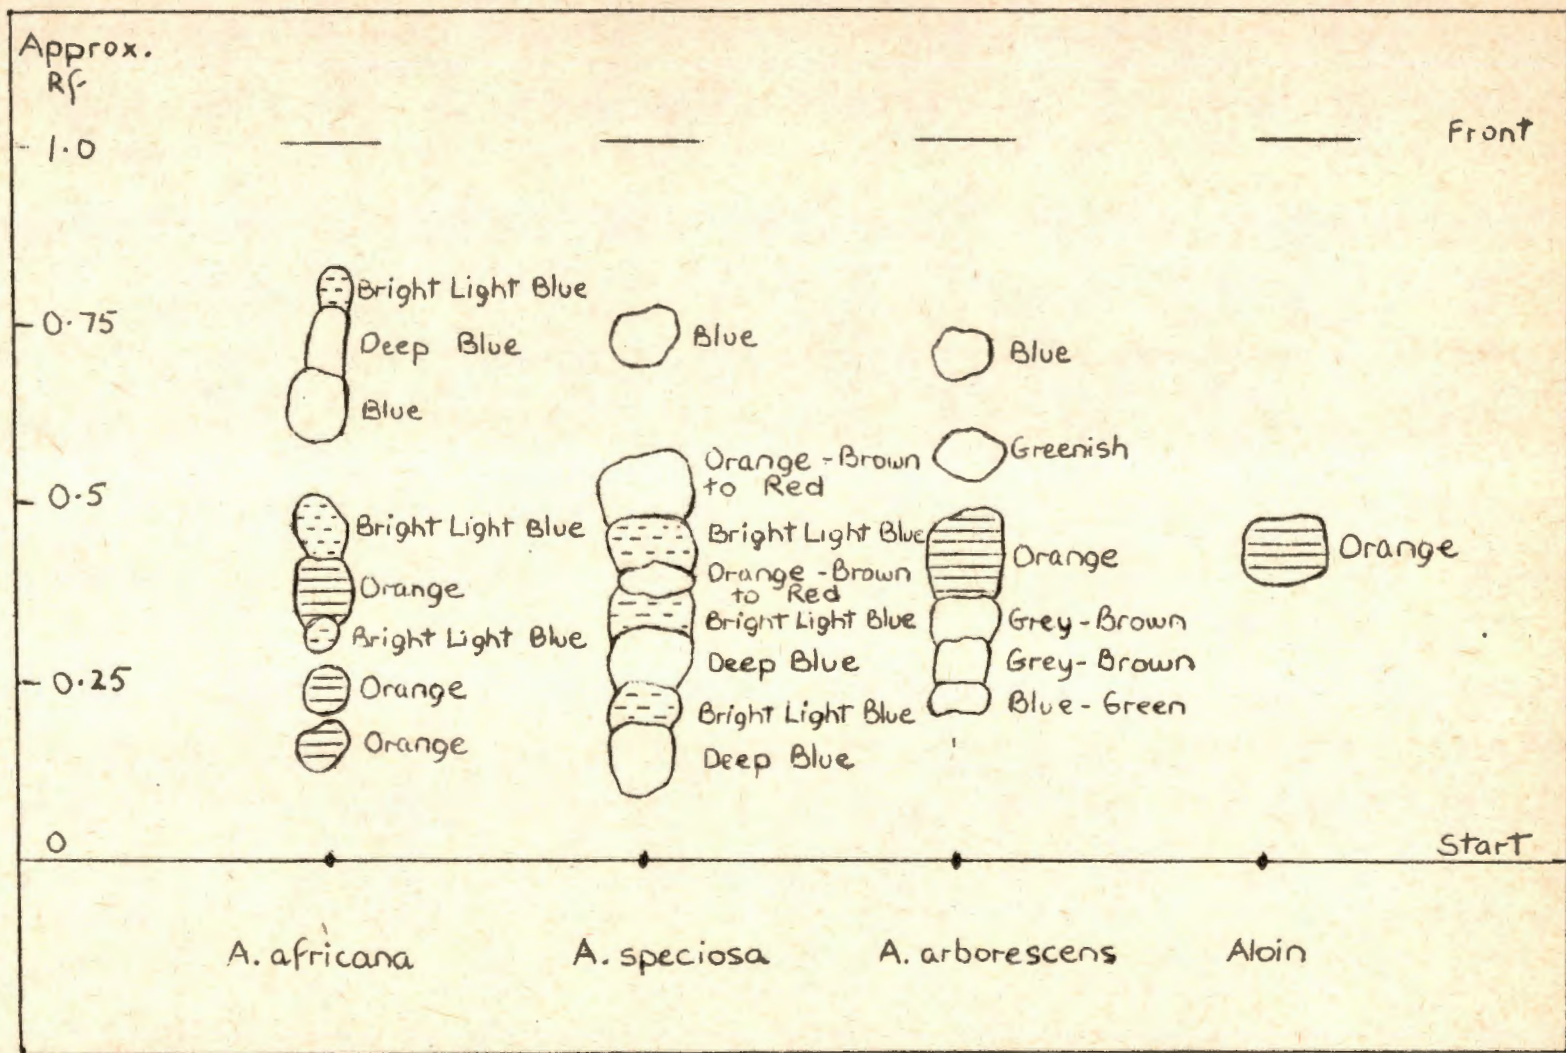 Approx.
Rf
1.0
Front
Bright Light Blue
0.75
Deep Blue
Blue
Blue
Blue
Blue
Orange-Brown
to Red
Greenish
0.5
Bright Light Blue
Bright Light Blue
Orange
Orange
Orange
Orange-Brown
to Red
Bright Light Blue
Bright Light Blue
Grey-Brown
Deep Blue
Grey-Brown
0.25
Orange
Bright Light Blue
Blue-Green
Orange
Deep Blue
0
Start
A. africana
A. speciosa
A. arborescens
Aloin